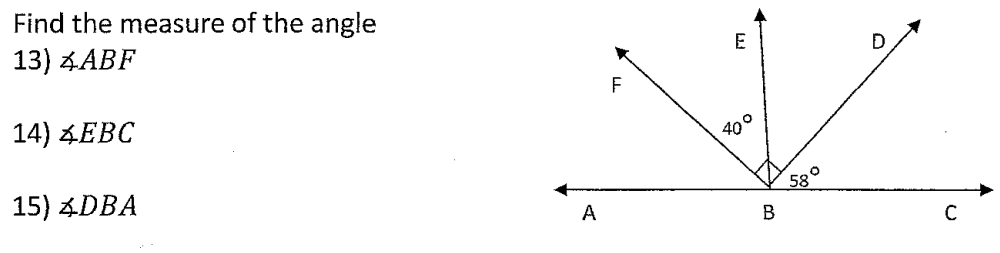 Find the measure of the angle
13) ∡ABF
14) ∡EBC
15) ∡DBA
E
D
F
40°
58°
A
B
C